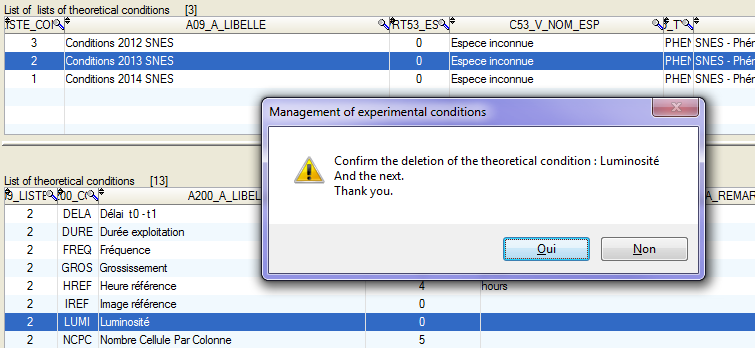 List of lists of theoretical conditions [3]
ISTE_CON A09_A_LIBELLE RT53_ES C53_V_NOM_ESP _TY
3 Conditions 2012 SNES 0 Espece inconnue PHEN SNES - Phér
2 Conditions 2013 SNES 0 Espece inconnue PHEN SNES - Phér
1 Conditions 2014 SNES 0 Espece inconnue PHEN SNES - Phér
Management of experimental conditions
Confirm the deletion of the theoretical condition : Luminosité
And the next.
Thank you.
Oui Non
List of theoretical conditions [13]
09_LISTE 00_CO A200_A_LIBELL A_REMAR
2 DELA Délai t0 - t1
2 DURE Durée exploitation
2 FREQ Fréquence
2 GROS Grossissement
2 HREF Heure référence 4 hours
2 IREF Image référence 0
2 LUMI Luminosité 0
2 NCPC Nombre Cellule Par Colonne 5